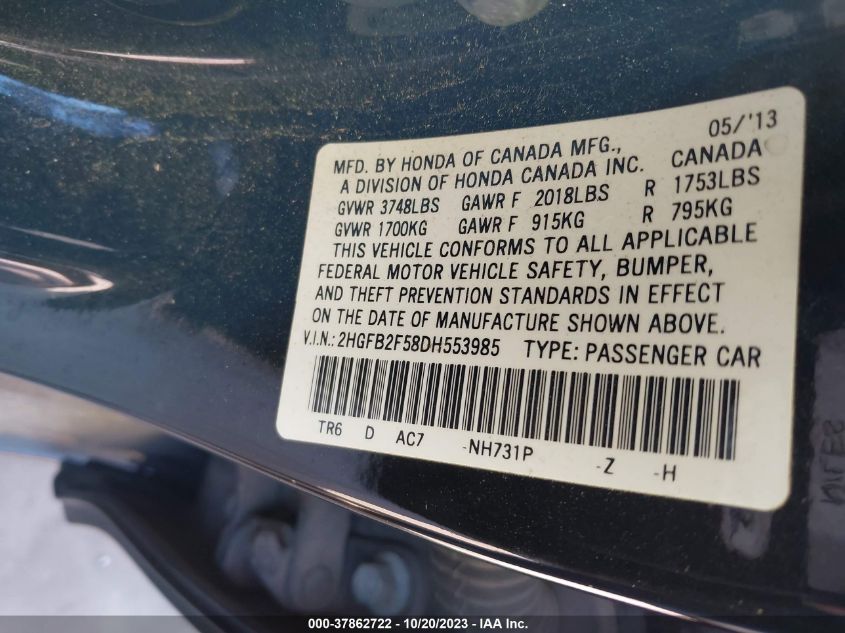 05/'13
MFD. BY HONDA OF CANADA MFG.,
A DIVISION OF HONDA CANADA INC. CANADA
GVWR 3748LBS GAWR F 2018LBS R 1753LBS
GVWR 1700KG GAWR F 915KG R 795KG
THIS VEHICLE CONFORMS TO ALL APPLICABLE
FEDERAL MOTOR VEHICLE SAFETY, BUMPER,
AND THEFT PREVENTION STANDARDS IN EFFECT
ON THE DATE OF MANUFACTURE SHOWN ABOVE.
V.I.N.: 2HGFB2F58DH553985 TYPE: PASSENGER CAR
TR6 D AC7 -NH731P -Z -H
000-37862722 - 10/20/2023 - IAA Inc.